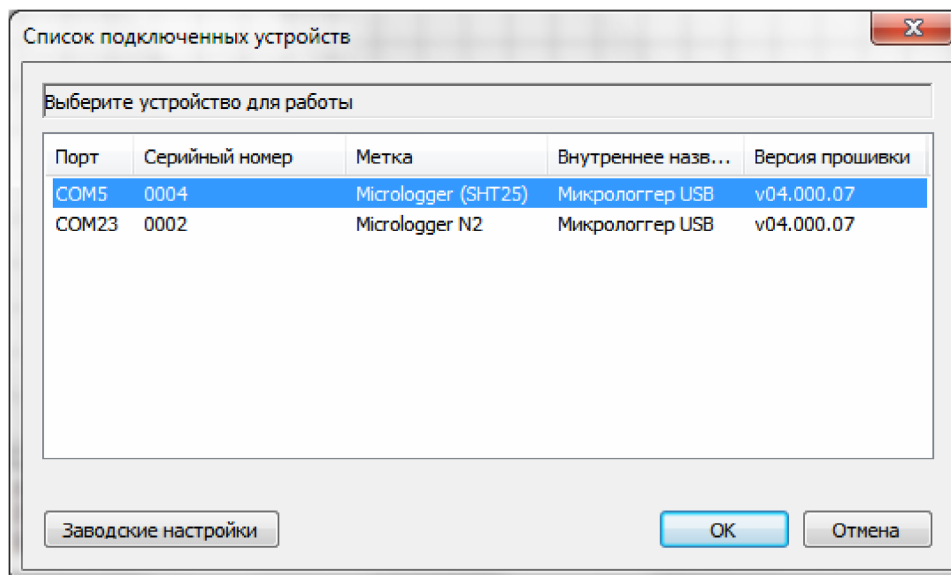 Список подключенных устройств
Выберите устройство для работы
Порт Серийный номер Метка Внутреннее назв... Версия прошивки
COM5 0004 Micrologger (SHT25) Микрологгер USB v04.000.07
COM23 0002 Micrologger N2 Микрологгер USB v04.000.07
Заводские настройки OK Отмена